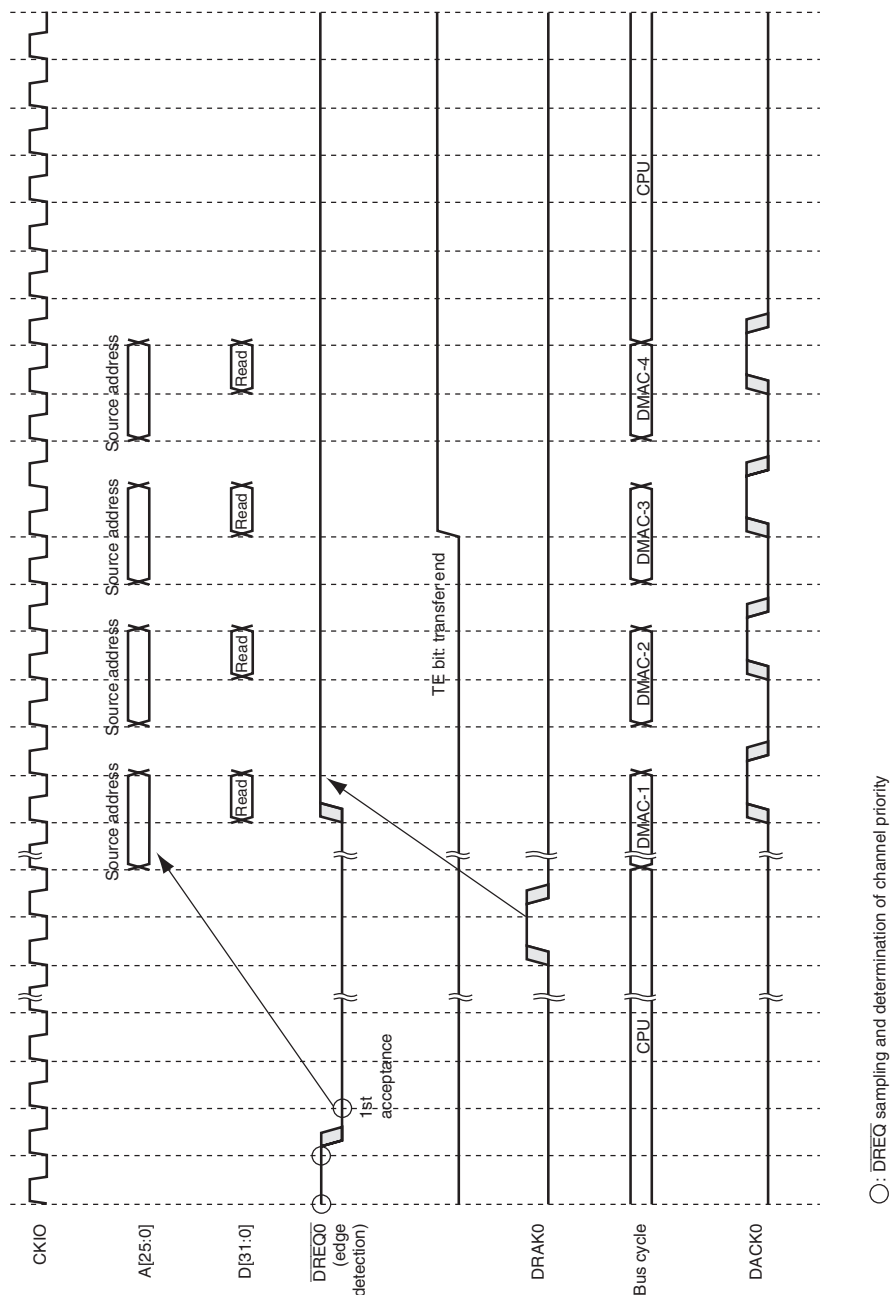 CKIO
A[25:0]
Source address
Source address
Source address
Source address
D[31:0]
Read
Read
Read
Read
DREQ0
(edge
detection)
1st
acceptance
TE bit: transfer end
DRAK0
Bus cycle
CPU
DMAC-1
DMAC-2
DMAC-3
DMAC-4
CPU
DACK0
: DREQ sampling and determination of channel priority